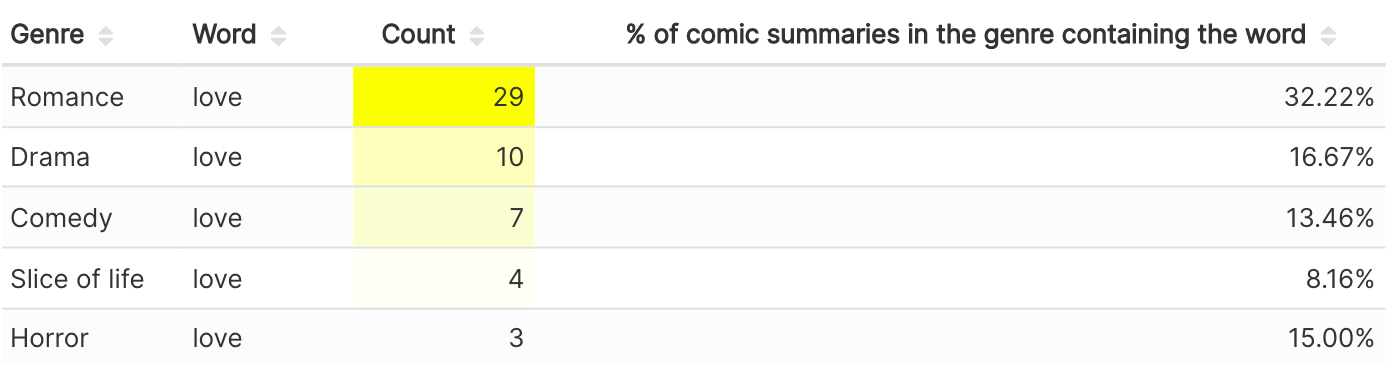 Genre Word Count % of comic summaries in the genre containing the word
Romance love 29 32.22%
Drama love 10 16.67%
Comedy love 7 13.46%
Slice of life love 4 8.16%
Horror love 3 15.00%